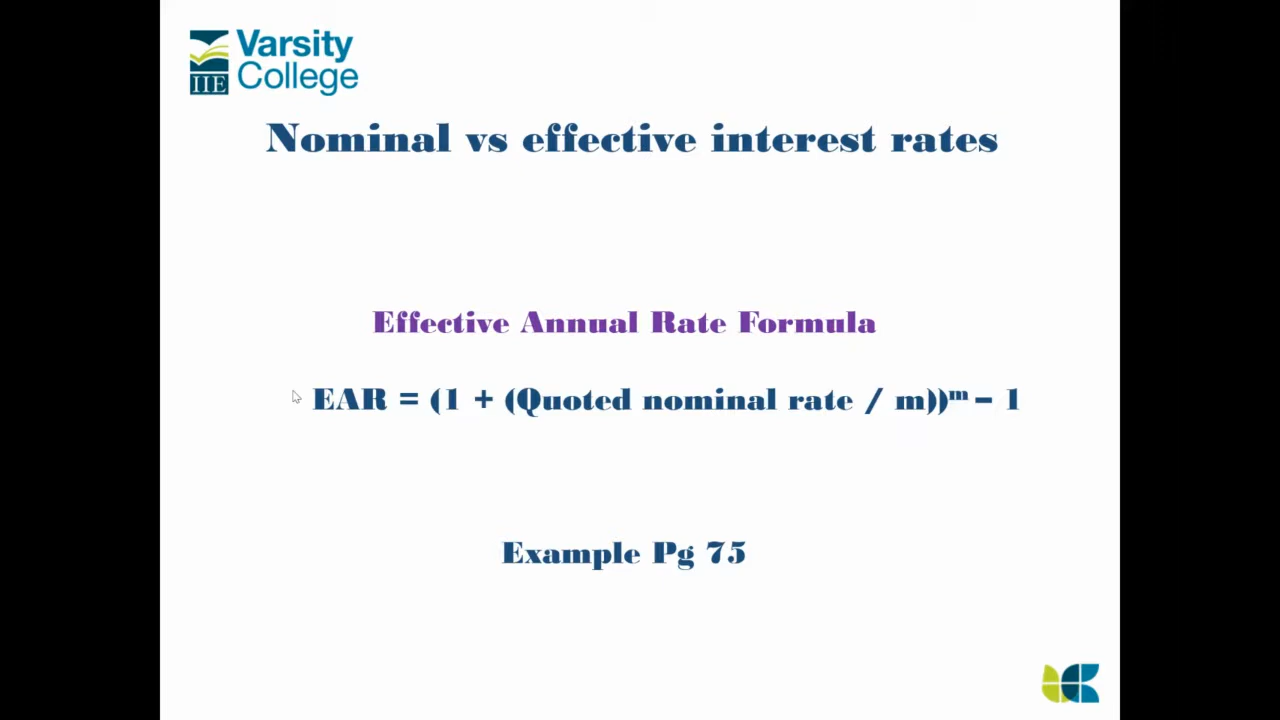 Varsity
College
IIE
Nominal vs effective interest rates
Effective Annual Rate Formula
EAR = (1 + (Quoted nominal rate / m))ᵐ – 1
Example Pg 75